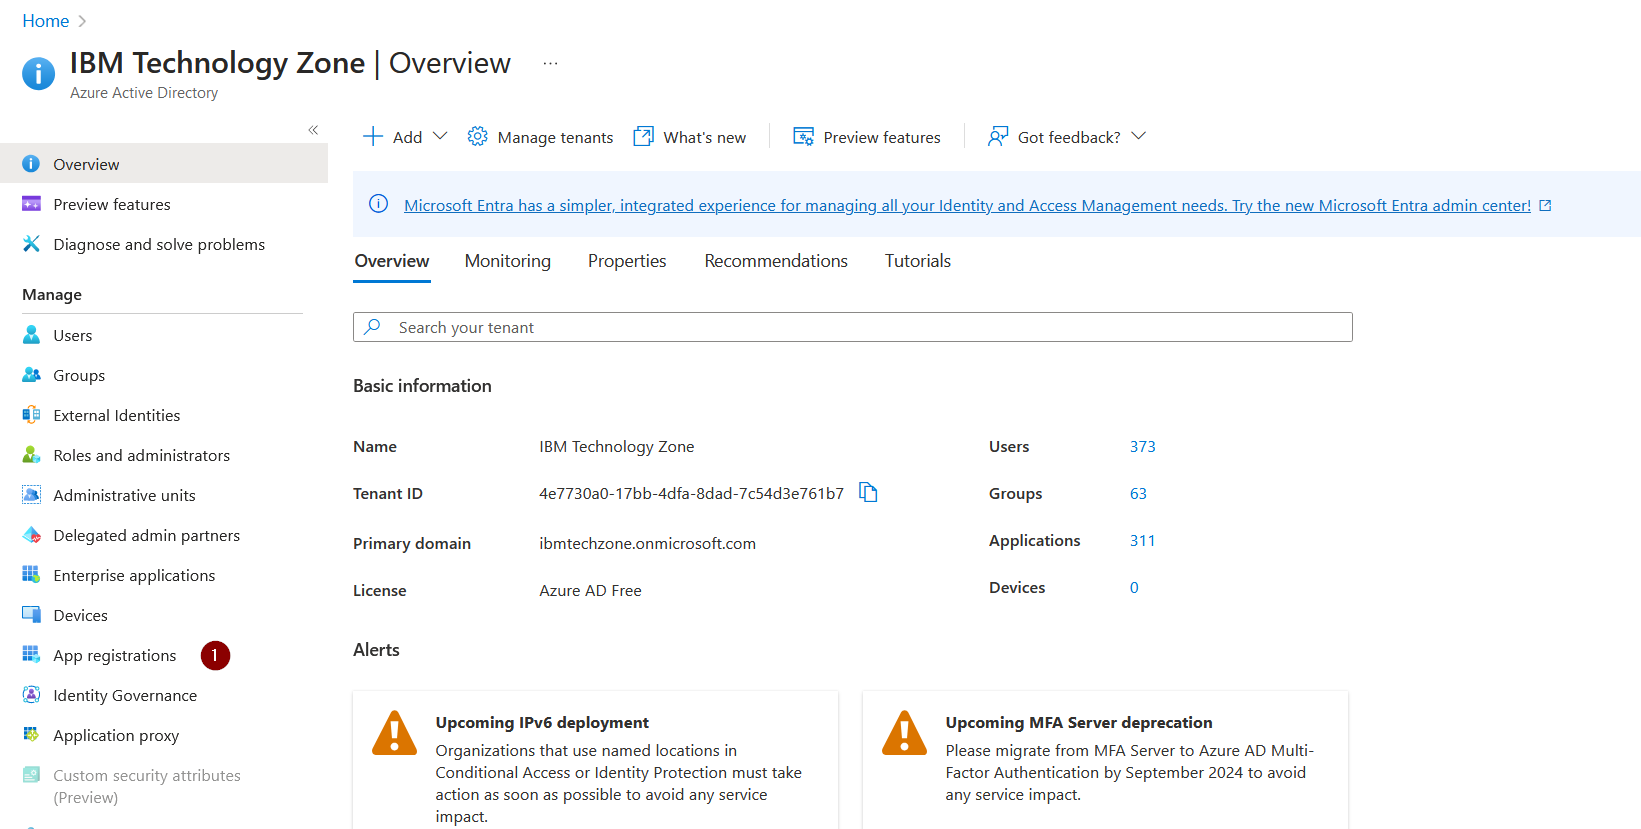 Home
IBM Technology Zone | Overview ...
Azure Active Directory
Overview
Preview features
Diagnose and solve problems
Manage
Users
Groups
External Identities
Roles and administrators
Administrative units
Delegated admin partners
Enterprise applications
Devices
App registrations 1
Identity Governance
Application proxy
Custom security attributes
(Preview)
Add Manage tenants What's new Preview features Got feedback?
Microsoft Entra has a simpler, integrated experience for managing all your Identity and Access Management needs. Try the new Microsoft Entra admin center!
Overview Monitoring Properties Recommendations Tutorials
Search your tenant
Basic information
Name IBM Technology Zone Users 373
Tenant ID 4e7730a0-17bb-4dfa-8dad-7c54d3e761b7 Groups 63
Primary domain ibmtechzone.onmicrosoft.com Applications 311
License Azure AD Free Devices 0
Alerts
Upcoming IPv6 deployment
Organizations that use named locations in
Conditional Access or Identity Protection must take
action as soon as possible to avoid any service
impact.
Upcoming MFA Server deprecation
Please migrate from MFA Server to Azure AD Multi-
Factor Authentication by September 2024 to avoid
any service impact.